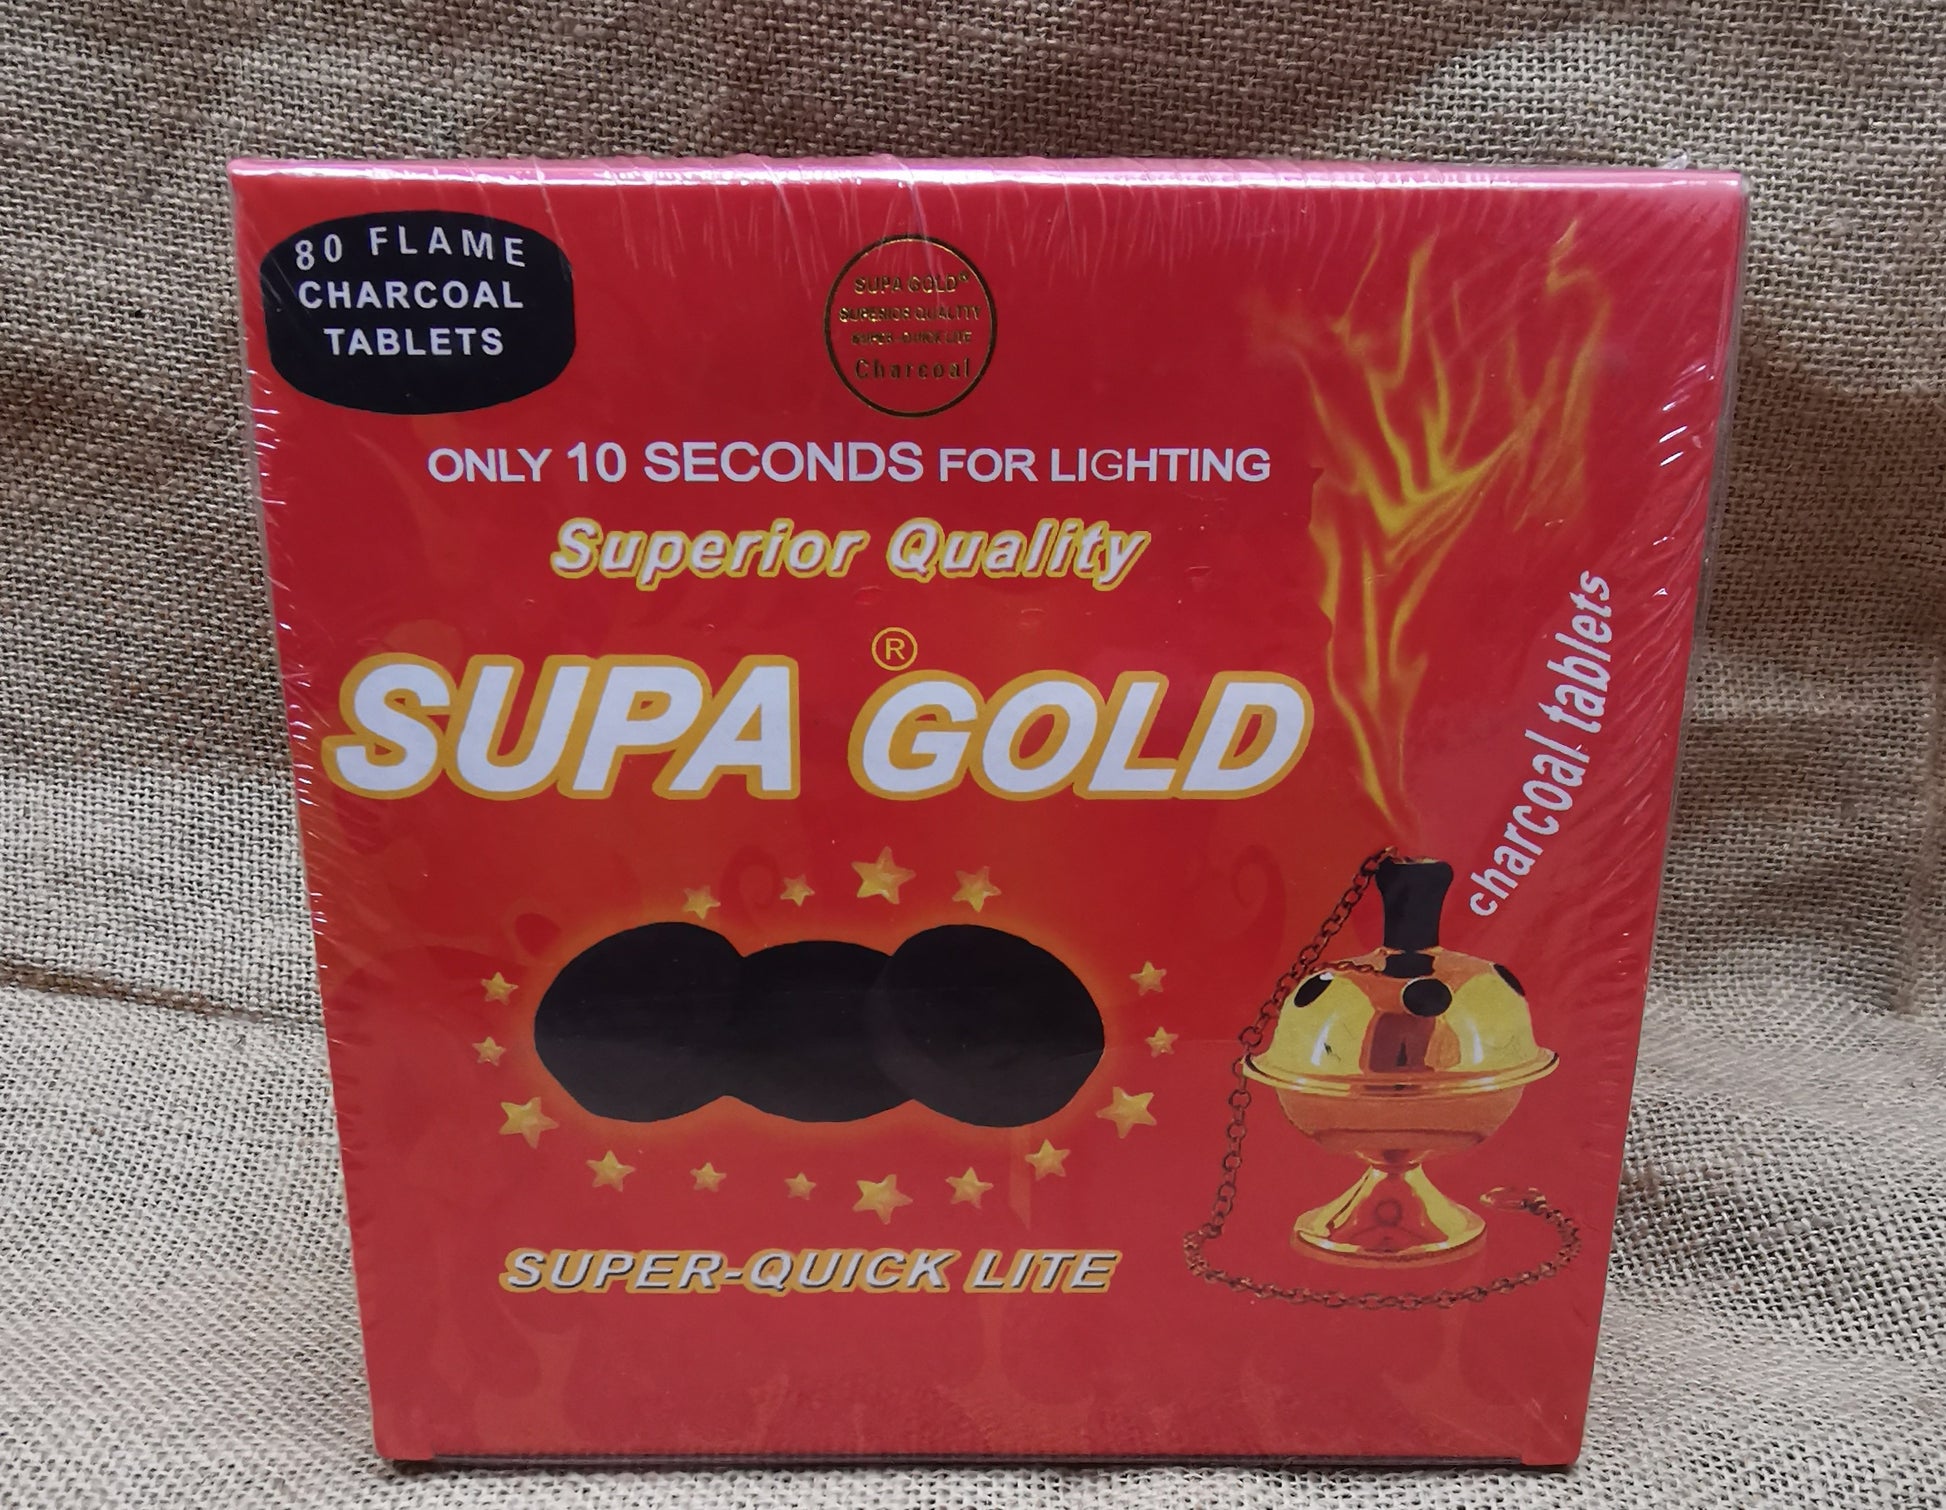 80 FLAME
CHARCOAL
TABLETS
SUPA GOLD®
SUPERIOR QUALITY
SUPER-QUICK LITE
Charcoal
ONLY 10 SECONDS FOR LIGHTING
Superior Quality
SUPA ® GOLD
charcoal tablets
SUPER-QUICK LITE